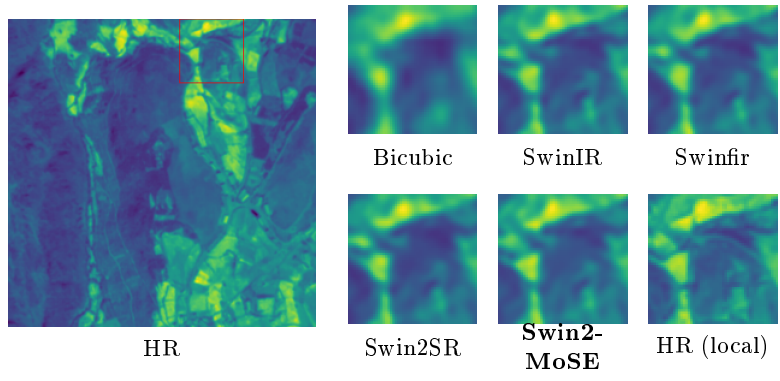 HR
Bicubic
SwinIR
Swinfir
Swin2SR
Swin2-
MoSE
HR (local)